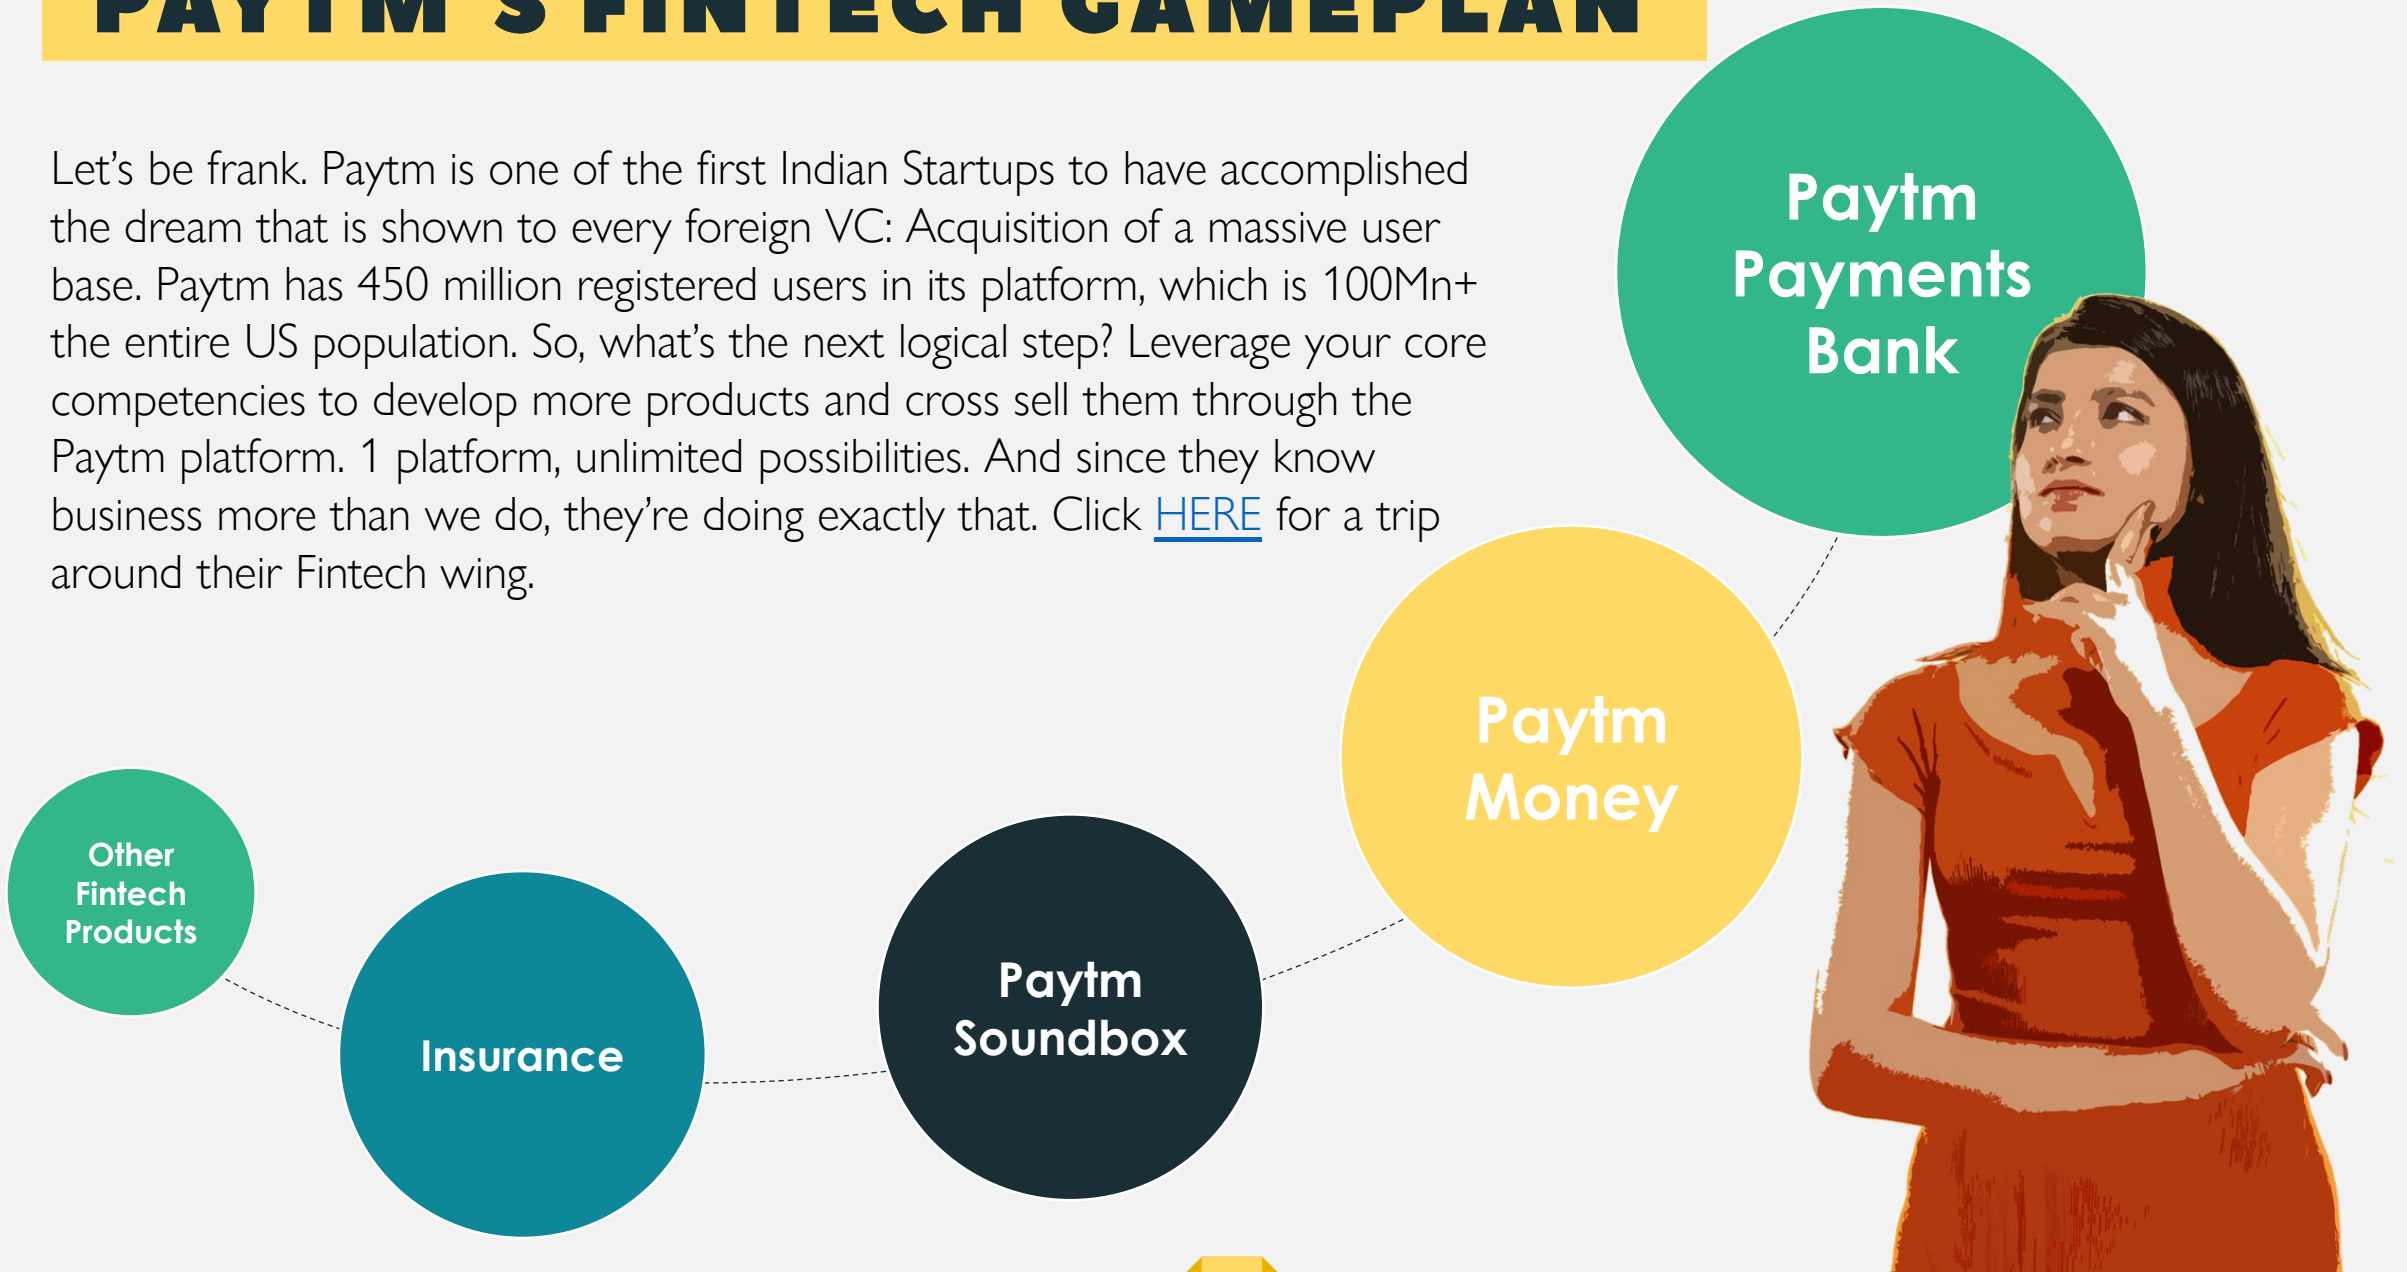 PAYTM'S FINTECH GAMEPLAN
Let's be frank. Paytm is one of the first Indian Startups to have accomplished
the dream that is shown to every foreign VC: Acquisition of a massive user
base. Paytm has 450 million registered users in its platform, which is 100Mn+
the entire US population. So, what's the next logical step? Leverage your core
competencies to develop more products and cross sell them through the
Paytm platform. 1 platform, unlimited possibilities. And since they know
business more than we do, they're doing exactly that. Click HERE for a trip
around their Fintech wing.
Paytm
Payments
Bank
Paytm
Money
Paytm
Soundbox
Insurance
Other
Fintech
Products